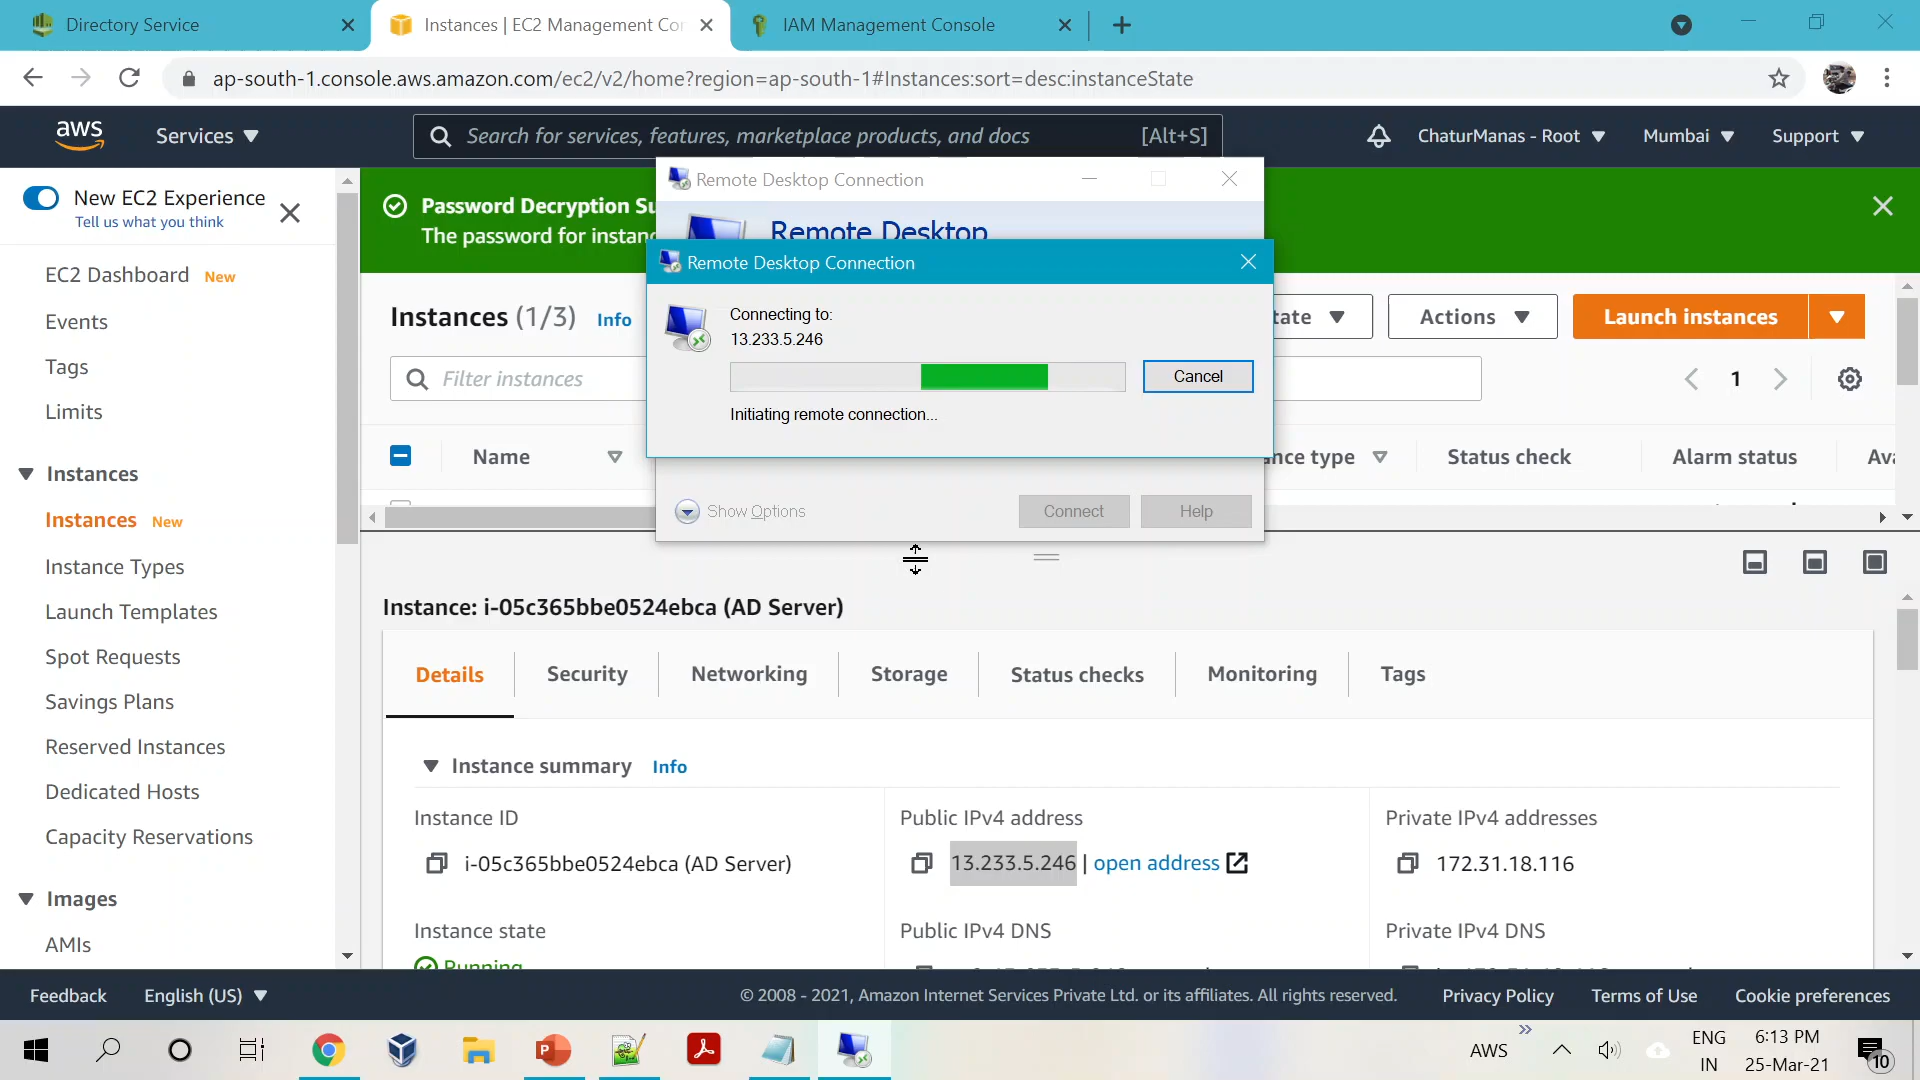 Directory Service
Instances | EC2 Management Co
IAM Management Console
ap-south-1.console.aws.amazon.com/ec2/v2/home?region=ap-south-1#Instances:sort=desc:instanceState
aws
Services
Search for services, features, marketplace products, and docs
[Alt+S]
ChaturManas - Root
Mumbai
Support
New EC2 Experience
Tell us what you think
Password Decryption Su
The password for instanc
Remote Desktop Connection
Remote Desktop
Remote Desktop Connection
Connecting to:
13.233.5.246
Cancel
Initiating remote connection...
Show Options
Connect
Help
EC2 Dashboard New
Events
Tags
Limits
Instances
Instances New
Instance Types
Launch Templates
Spot Requests
Savings Plans
Reserved Instances
Dedicated Hosts
Capacity Reservations
Images
AMIs
Instances (1/3) Info
tate
Actions
Launch instances
Filter instances
1
Name
nce type
Status check
Alarm status
Ava
Instance: i-05c365bbe0524ebca (AD Server)
Details
Security
Networking
Storage
Status checks
Monitoring
Tags
Instance summary Info
Instance ID
i-05c365bbe0524ebca (AD Server)
Public IPv4 address
13.233.5.246 | open address
Private IPv4 addresses
172.31.18.116
Instance state
Running
Public IPv4 DNS
Private IPv4 DNS
Feedback
English (US)
© 2008 - 2021, Amazon Internet Services Private Ltd. or its affiliates. All rights reserved.
Privacy Policy
Terms of Use
Cookie preferences
AWS
ENG
IN
6:13 PM
25-Mar-21
10